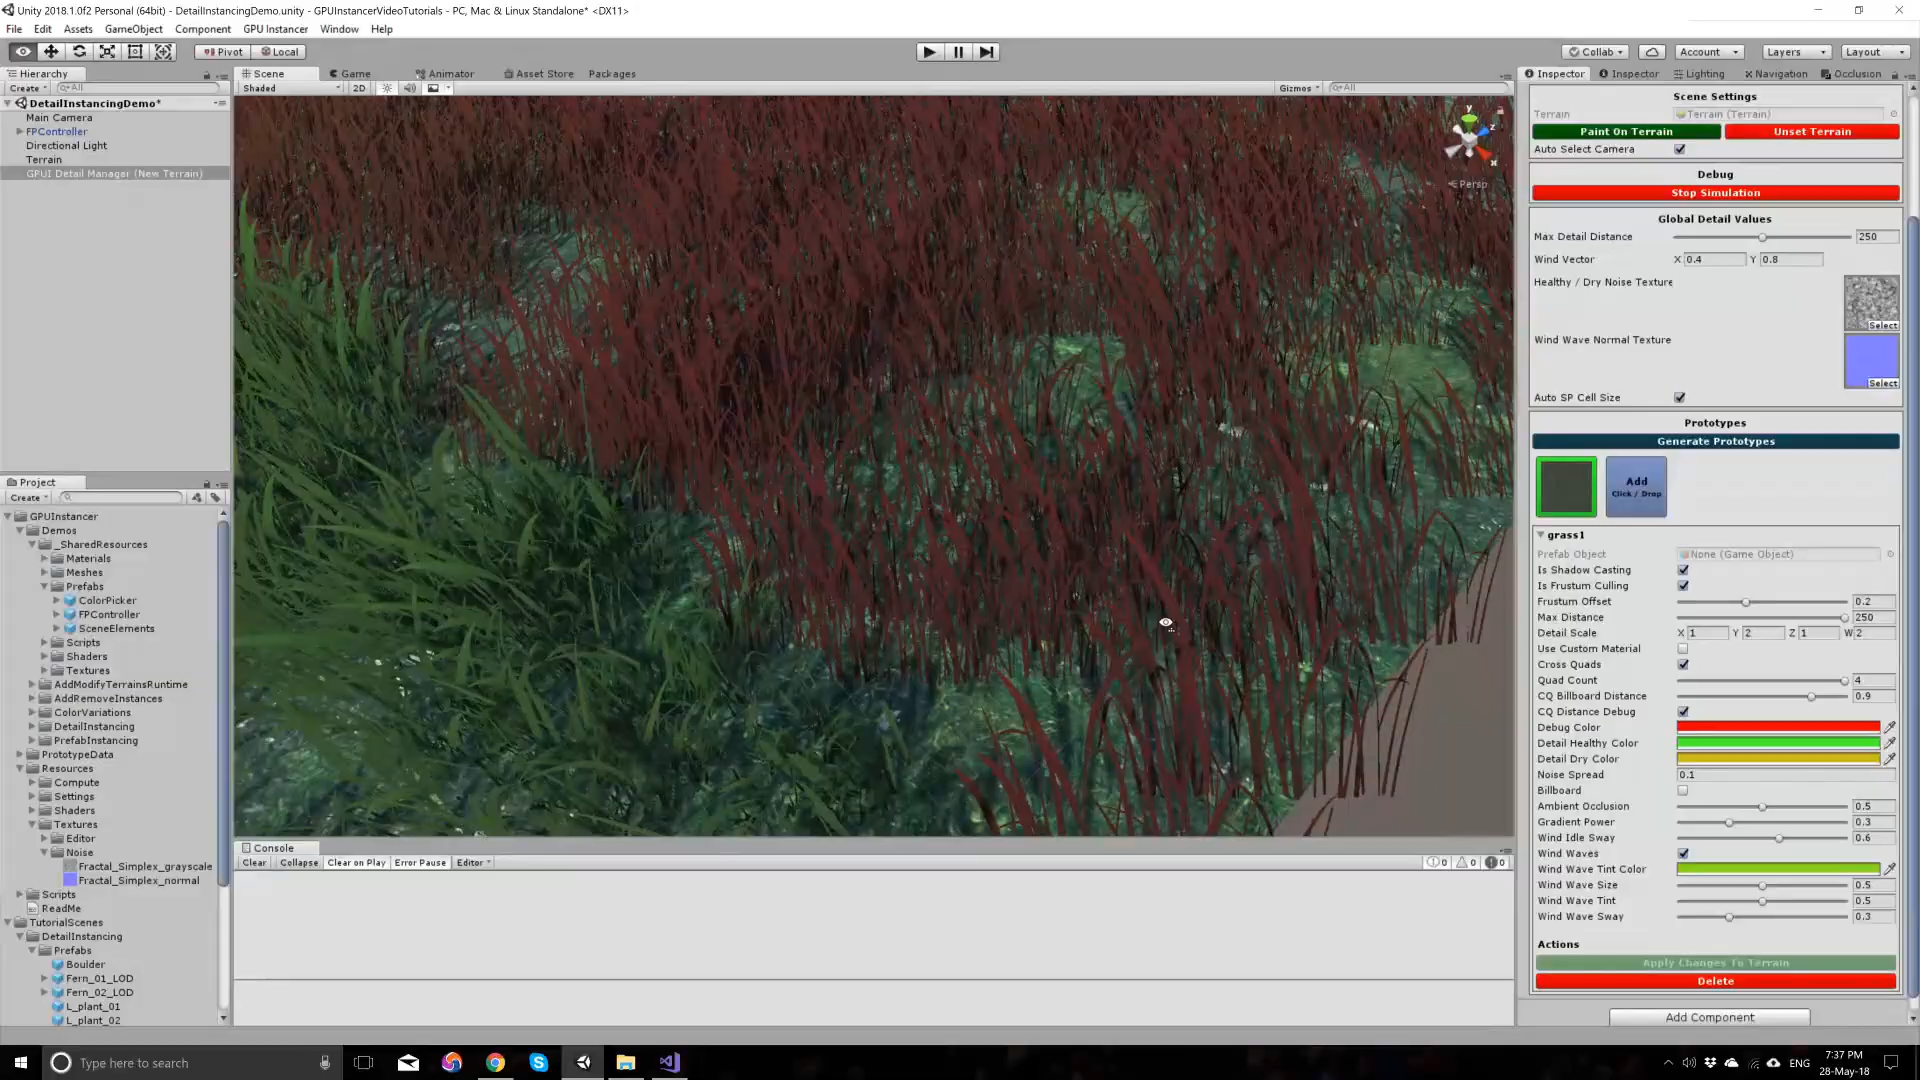 Unity 2018.1.0f2 Personal (64bit) - DetailInstancingDemo.unity - GPUInstancerVideoTutorials - PC, Mac & Linux Standalone* <DX11>
File Edit Assets GameObject Component GPU Instancer Window Help
Pivot Local Collab Account Layers Layout
Hierarchy
Create All
DetailInstancingDemo*
Main Camera
FPController
Directional Light
Terrain
GPUI Detail Manager (New Terrain)
Scene Game Animator Asset Store Packages
Shaded 2D Gizmos All
y
z
x
Persp
Project
Create
GPUInstancer
Demos
_SharedResources
Materials
Meshes
Prefabs
ColorPicker
FPController
SceneElements
Scripts
Shaders
Textures
AddModifyTerrainsRuntime
AddRemoveInstances
ColorVariations
DetailInstancing
PrefabInstancing
PrototypeData
Resources
Compute
Settings
Shaders
Textures
Editor
Noise
Fractal_Simplex_grayscale
Fractal_Simplex_normal
Scripts
ReadMe
TutorialScenes
DetailInstancing
Prefabs
Boulder
Fern_01_LOD
Fern_02_LOD
L_plant_01
L_plant_02
Console
Clear Collapse Clear on Play Error Pause Editor 0 0 0
Inspector Inspector Lighting Navigation Occlusion
Scene Settings
Terrain Terrain (Terrain)
Paint On Terrain Unset Terrain
Auto Select Camera
Debug
Stop Simulation
Global Detail Values
Max Detail Distance 250
Wind Vector X 0.4 Y 0.8
Healthy / Dry Noise Texture
Select
Wind Wave Normal Texture
Select
Auto SP Cell Size
Prototypes
Generate Prototypes
Add
Click / Drop
grass1
Prefab Object None (Game Object)
Is Shadow Casting
Is Frustum Culling
Frustum Offset 0.2
Max Distance 250
Detail Scale X 1 Y 2 Z 1 W 2
Use Custom Material
Cross Quads
Quad Count 4
CQ Billboard Distance 0.9
CQ Distance Debug
Debug Color
Detail Healthy Color
Detail Dry Color
Noise Spread 0.1
Billboard
Ambient Occlusion 0.5
Gradient Power 0.3
Wind Idle Sway 0.6
Wind Waves
Wind Wave Tint Color
Wind Wave Size 0.5
Wind Wave Tint 0.5
Wind Wave Sway 0.3
Actions
Apply Changes To Terrain
Delete
Add Component
Type here to search
ENG
7:37 PM
28-May-18